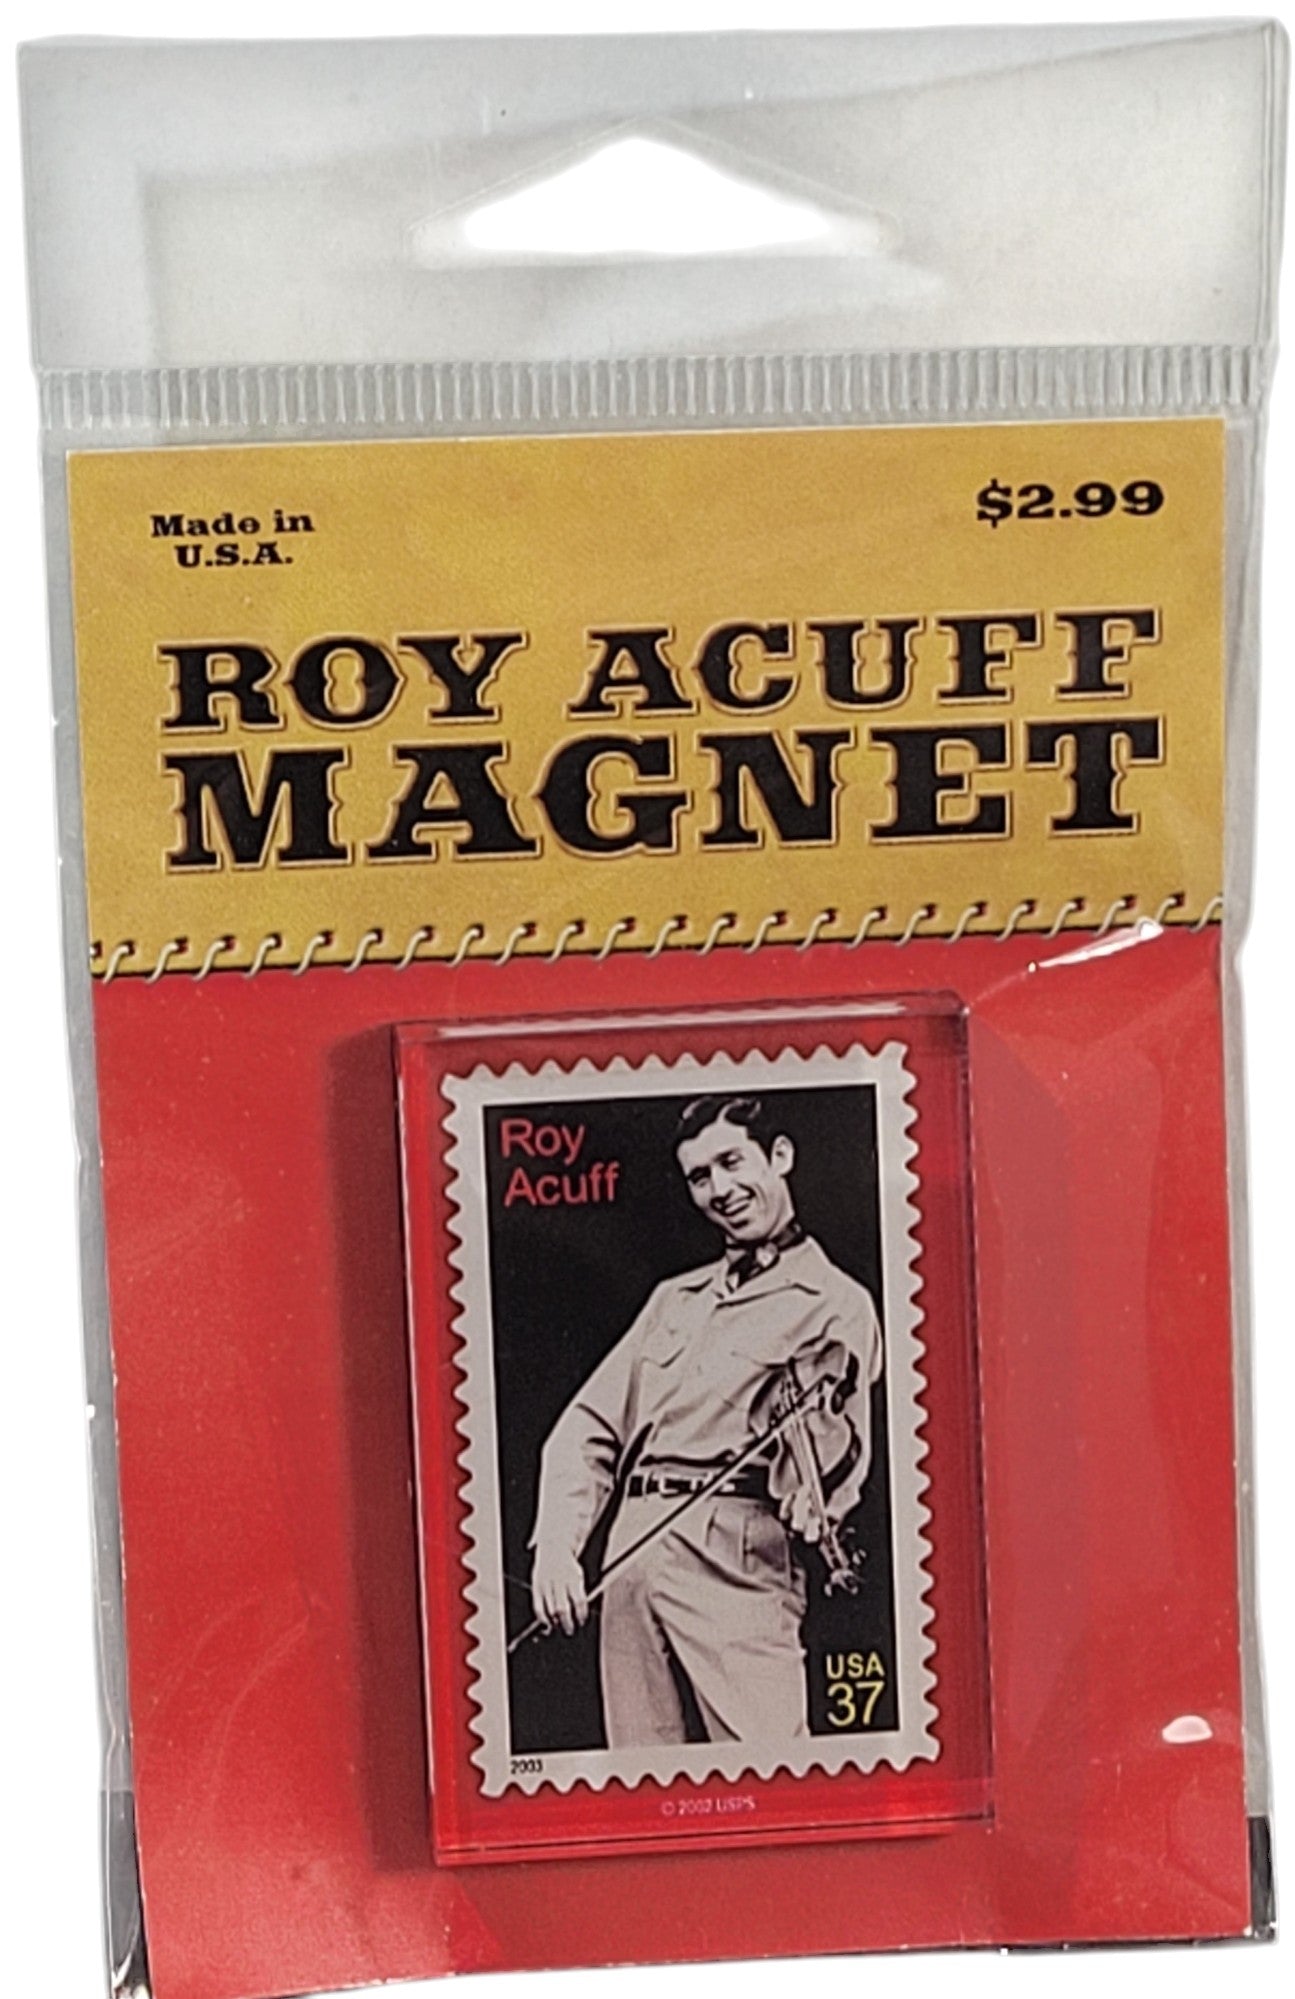 Made in
U.S.A.
$2.99
ROY ACUFF
MAGNET
Roy
Acuff
USA
37
2003
© 2002 USPS